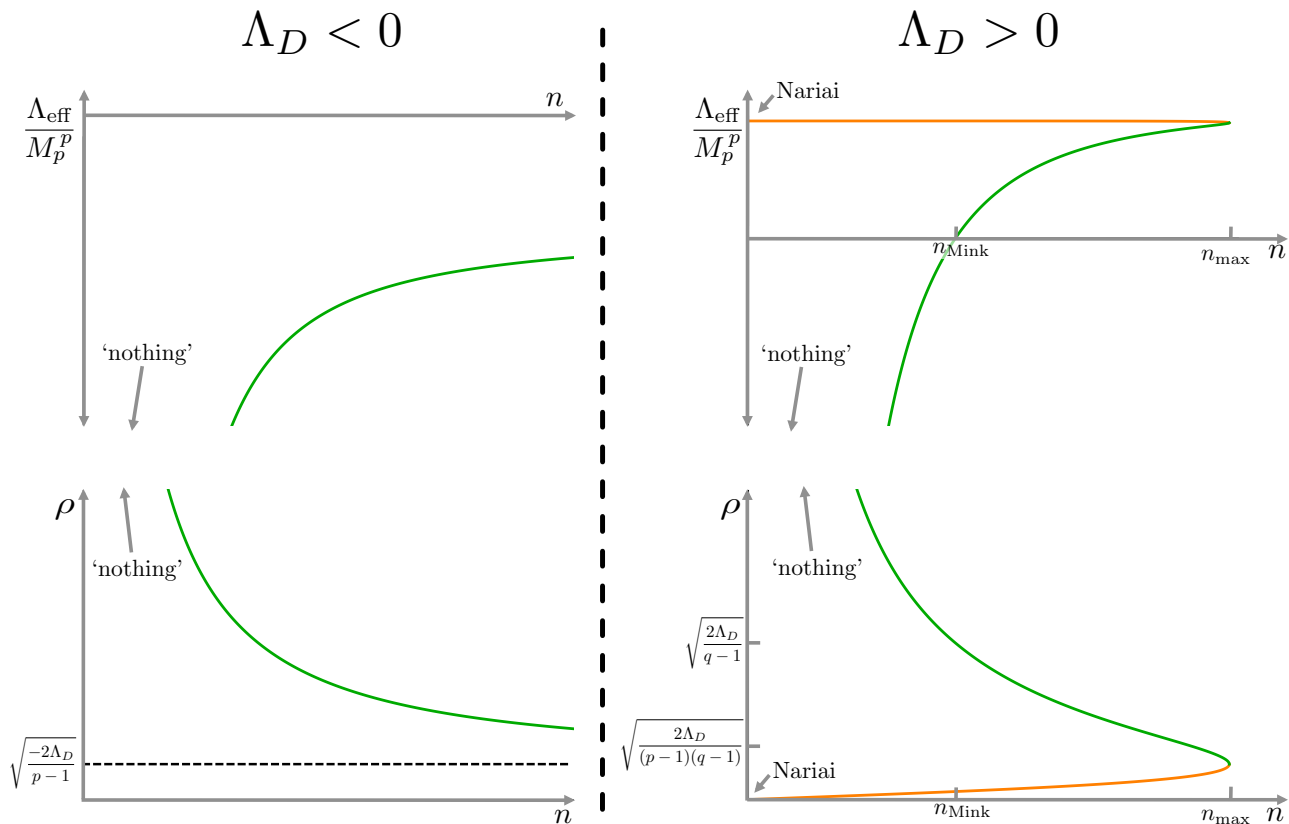 Λ_D < 0
Λ_eff / M_p^p
n
'nothing'
ρ
'nothing'
√(−2Λ_D / (p − 1))
n
Λ_D > 0
Nariai
Λ_eff / M_p^p
n_Mink
n_max
n
'nothing'
ρ
'nothing'
√(2Λ_D / (q − 1))
√(2Λ_D / ((p − 1)(q − 1)))
Nariai
n_Mink
n_max
n